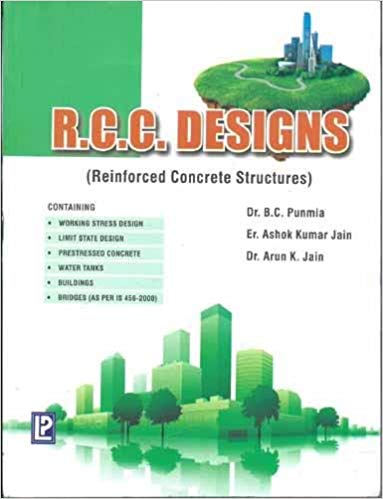 R.C.C. DESIGNS
(Reinforced Concrete Structures)
CONTAINING
• WORKING STRESS DESIGN
• LIMIT STATE DESIGN
• PRESTRESSED CONCRETE
• WATER TANKS
• BUILDINGS
• BRIDGES (AS PER IS 456-2000)
Dr. B.C. Punmia
Er. Ashok Kumar Jain
Dr. Arun K. Jain
LP